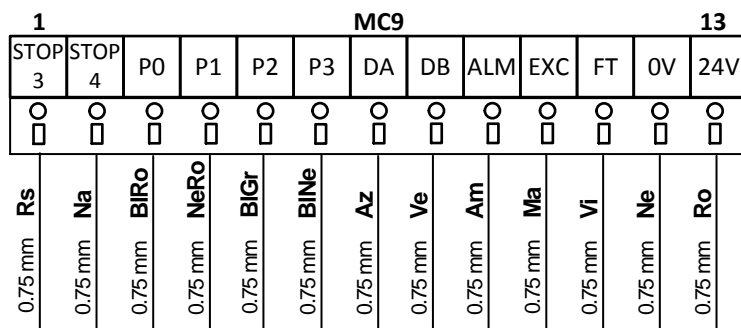 1 MC9 13
STOP 3 STOP 4 P0 P1 P2 P3 DA DB ALM EXC FT 0V 24V
Rs Na BlRo NeRo BlGr BlNe Az Ve Am Ma Vi Ne Ro
0.75 mm 0.75 mm 0.75 mm 0.75 mm 0.75 mm 0.75 mm 0.75 mm 0.75 mm 0.75 mm 0.75 mm 0.75 mm 0.75 mm 0.75 mm